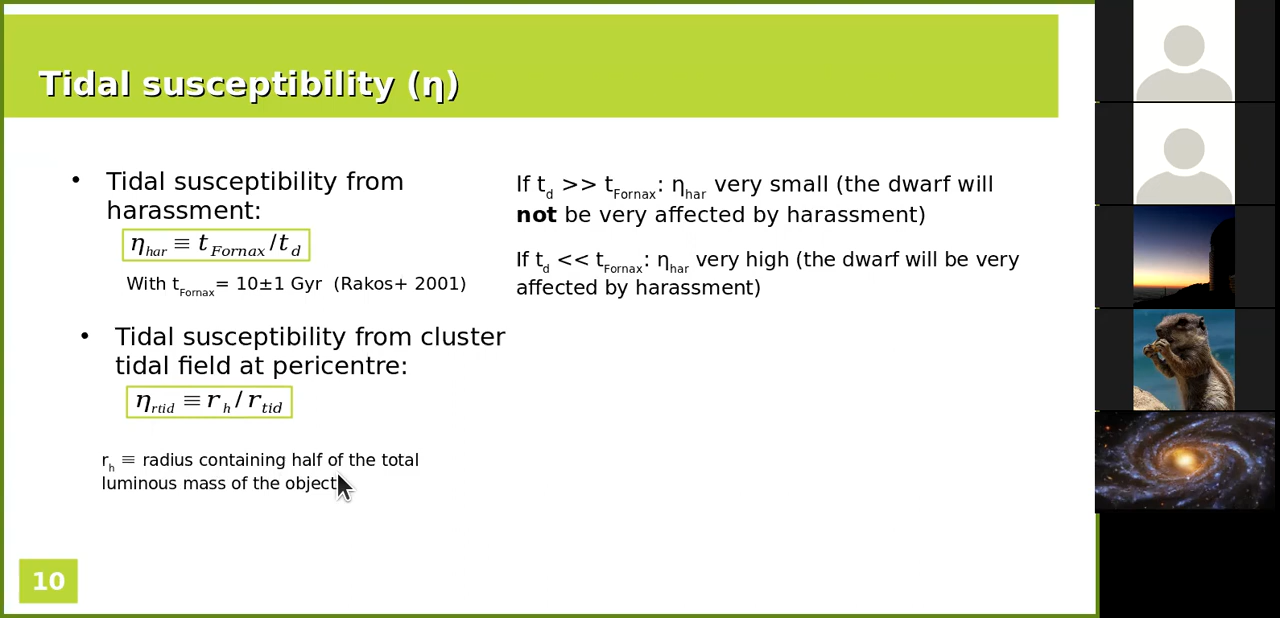 Tidal susceptibility (η)
• Tidal susceptibility from
harassment:
η_har ≡ t_Fornax / t_d
With t_Fornax= 10±1 Gyr (Rakos+ 2001)
• Tidal susceptibility from cluster
tidal field at pericentre:
η_rtid ≡ r_h / r_tid
r_h ≡ radius containing half of the total
luminous mass of the object
If t_d >> t_Fornax: η_har very small (the dwarf will
not be very affected by harassment)
If t_d << t_Fornax: η_har very high (the dwarf will be very
affected by harassment)
10